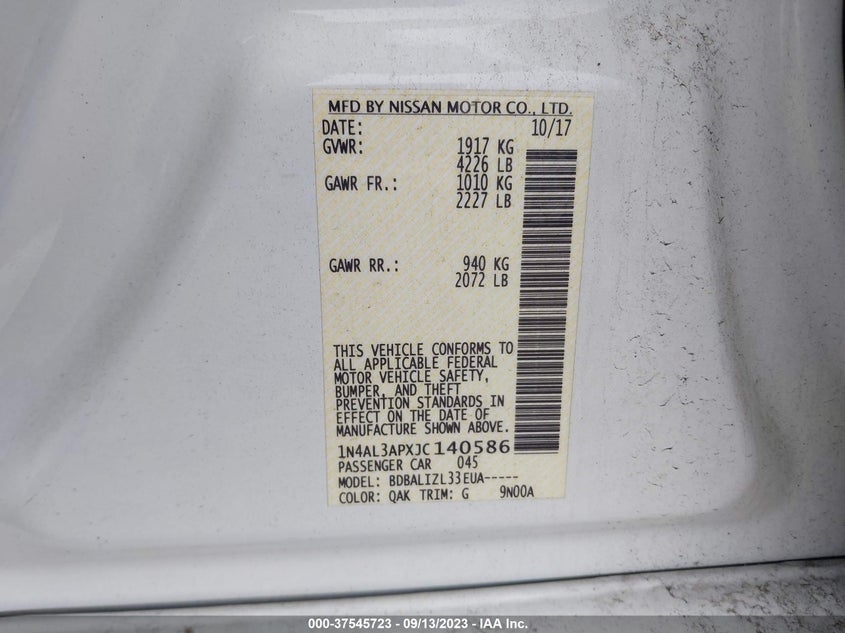 MFD BY NISSAN MOTOR CO., LTD.
DATE: 10/17
GVWR: 1917 KG
4226 LB
GAWR FR.: 1010 KG
2227 LB
GAWR RR.: 940 KG
2072 LB
THIS VEHICLE CONFORMS TO
ALL APPLICABLE FEDERAL
MOTOR VEHICLE SAFETY,
BUMPER, AND THEFT
PREVENTION STANDARDS IN
EFFECT ON THE DATE OF
MANUFACTURE SHOWN ABOVE.
1N4AL3APXJC140586
PASSENGER CAR 045
MODEL: BDBALIZL33EUA-----
COLOR: QAK TRIM: G 9N00A
000-37545723 - 09/13/2023 - IAA Inc.